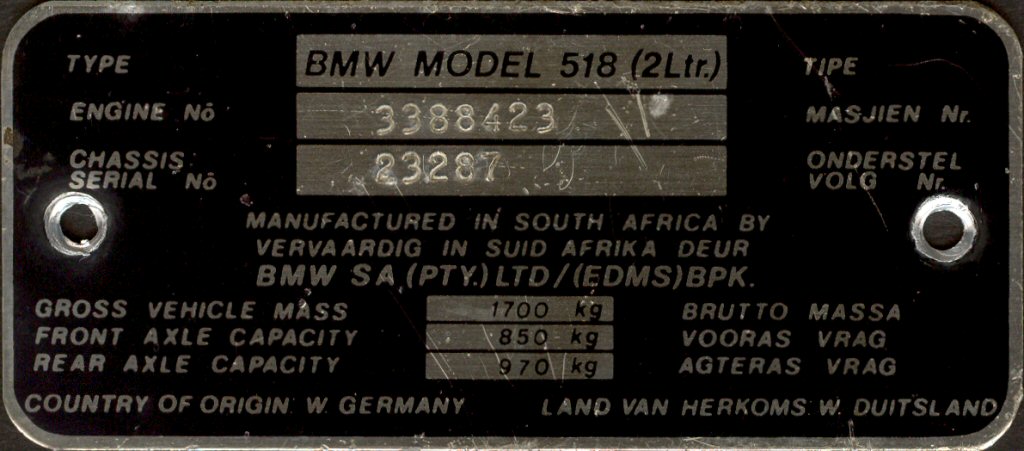 TYPE BMW MODEL 518 (2Ltr.) TIPE
ENGINE Nō 3388423 MASJIEN Nr.
CHASSIS SERIAL Nō 23287 ONDERSTEL VOLG Nr.
MANUFACTURED IN SOUTH AFRICA BY
VERVAARDIG IN SUID AFRIKA DEUR
BMW SA (PTY.) LTD/(EDMS) BPK.
GROSS VEHICLE MASS 1700 kg BRUTTO MASSA
FRONT AXLE CAPACITY 850 kg VOORAS VRAG
REAR AXLE CAPACITY 970 kg AGTERAS VRAG
COUNTRY OF ORIGIN: W. GERMANY LAND VAN HERKOMS: W. DUITSLAND